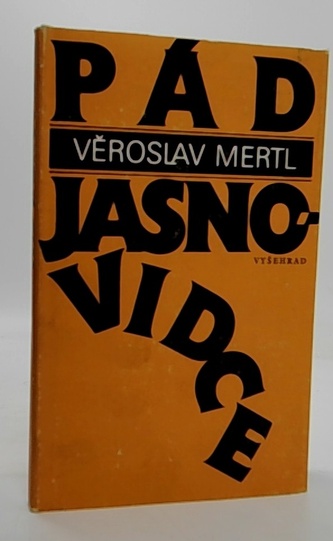 PÁD
VĚROSLAV MERTL
JASNO-
VYŠEHRAD
VIDCE